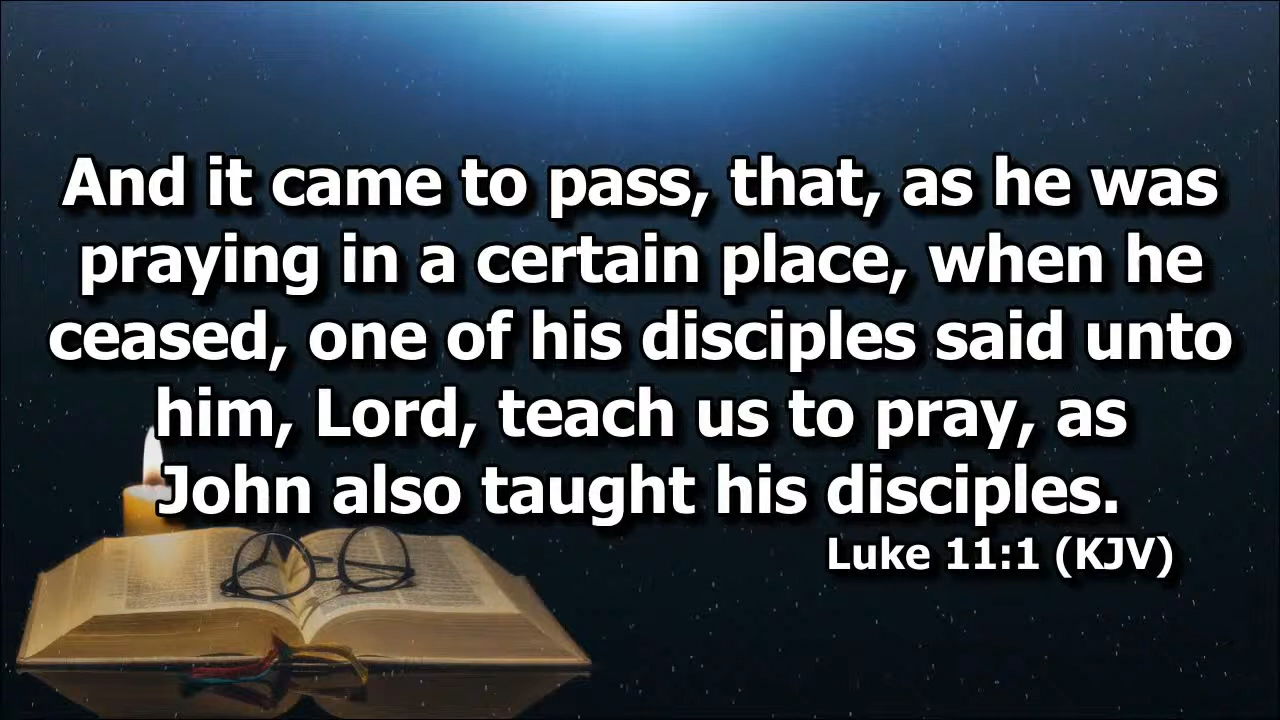 And it came to pass, that, as he was
praying in a certain place, when he
ceased, one of his disciples said unto
him, Lord, teach us to pray, as
John also taught his disciples.
Luke 11:1 (KJV)